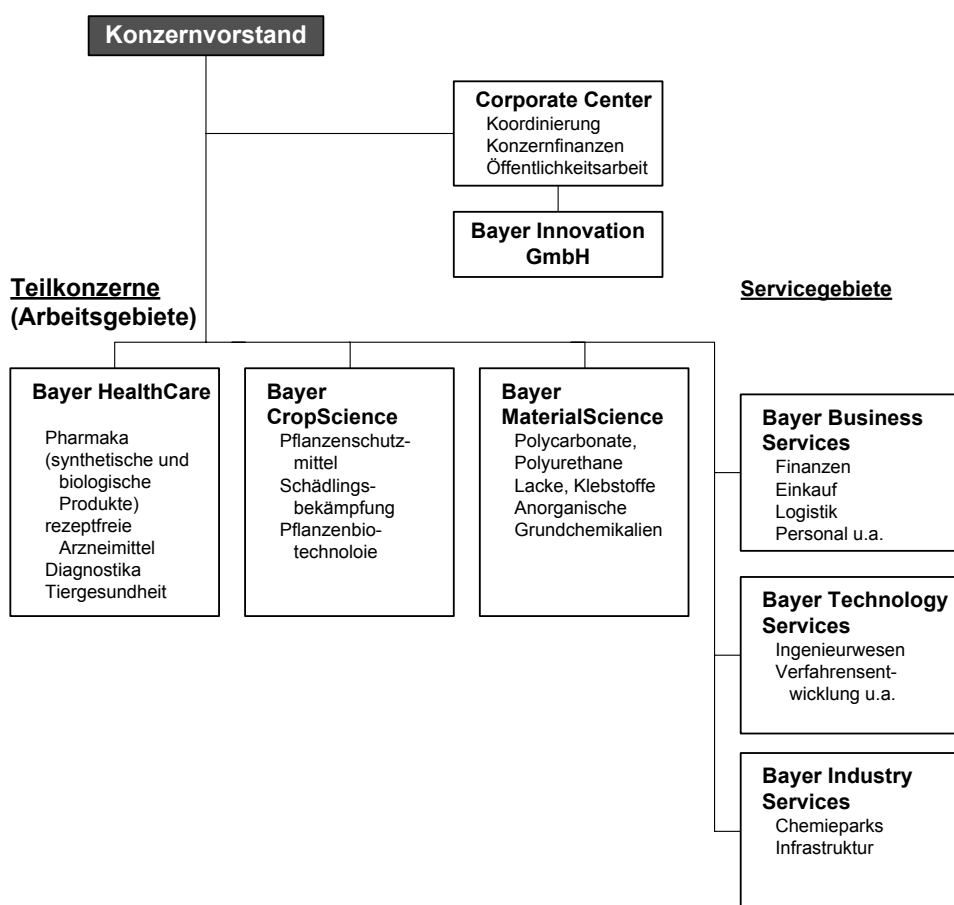 Konzernvorstand
Corporate Center
Koordinierung
Konzernfinanzen
Öffentlichkeitsarbeit
Bayer Innovation
GmbH
Teilkonzerne
(Arbeitsgebiete)
Servicegebiete
Bayer HealthCare
Pharmaka
(synthetische und
biologische
Produkte)
rezeptfreie
Arzneimittel
Diagnostika
Tiergesundheit
Bayer
CropScience
Pflanzenschutz-
mittel
Schädlings-
bekämpfung
Pflanzenbio-
technoloie
Bayer
MaterialScience
Polycarbonate,
Polyurethane
Lacke, Klebstoffe
Anorganische
Grundchemikalien
Bayer Business
Services
Finanzen
Einkauf
Logistik
Personal u.a.
Bayer Technology
Services
Ingenieurwesen
Verfahrensent-
wicklung u.a.
Bayer Industry
Services
Chemieparks
Infrastruktur